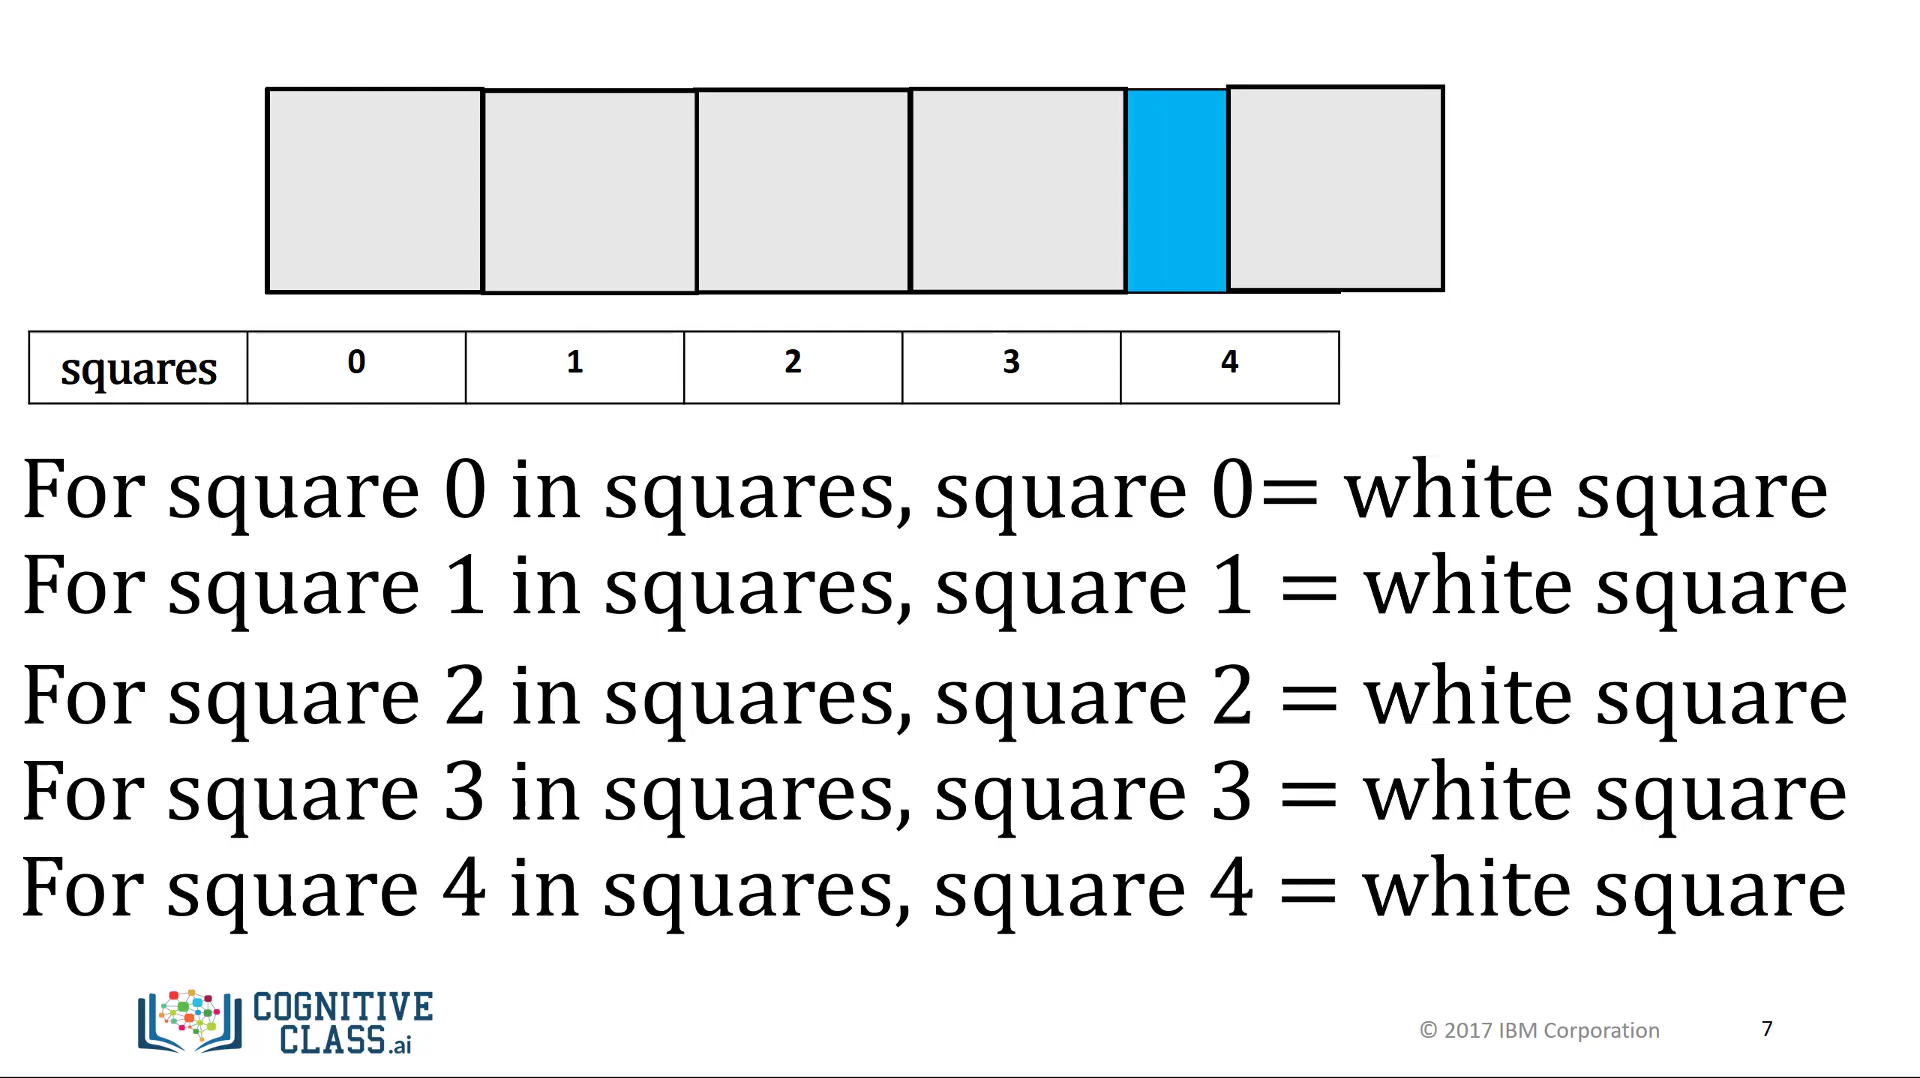 squares 0 1 2 3 4
For square 0 in squares, square 0= white square
For square 1 in squares, square 1 = white square
For square 2 in squares, square 2 = white square
For square 3 in squares, square 3 = white square
For square 4 in squares, square 4 = white square
COGNITIVE
CLASS.ai
© 2017 IBM Corporation 7